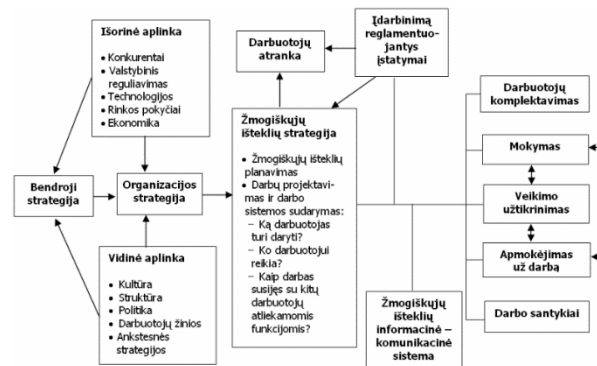 Išorinė aplinka
• Konkurentai
• Valstybinis
reguliavimas
• Technologijos
• Rinkos pokyčiai
• Ekonomika
Bendroji
strategija
Organizacijos
strategija
Vidinė aplinka
• Kultūra
• Struktūra
• Politika
• Darbuotojų žinios
• Ankstesnės
strategijos
Darbuotojų
atranka
Įdarbinimą
reglamentuo-
jantys
įstatymai
Žmogiškųjų
išteklių strategija
• Žmogiškųjų išteklių
planavimas
• Darbų projektavi-
mas ir darbo
sistemos sudarymas:
− Ką darbuotojas
turi daryti?
− Ko darbuotojui
reikia?
− Kaip darbas
susijęs su kitų
darbuotojų
atliekamomis
funkcijomis?
Žmogiškųjų
išteklių
informacinė –
komunikacinė
sistema
Darbuotojų
komplektavimas
Mokymas
Veikimo
užtikrinimas
Apmokėjimas
už darbą
Darbo santykiai